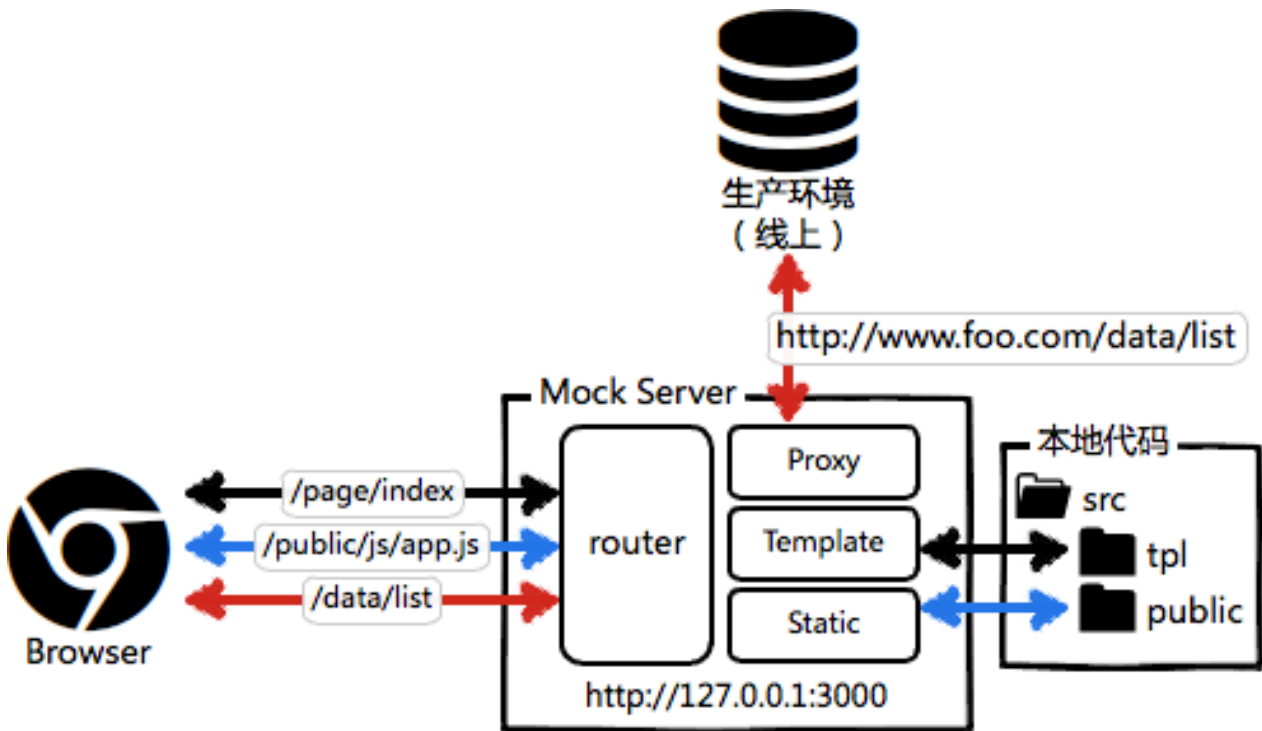 生产环境
（线上）
http://www.foo.com/data/list
Mock Server
Proxy
本地代码
/page/index
src
/public/js/app.js
router
Template
tpl
/data/list
Static
public
Browser
http://127.0.0.1:3000